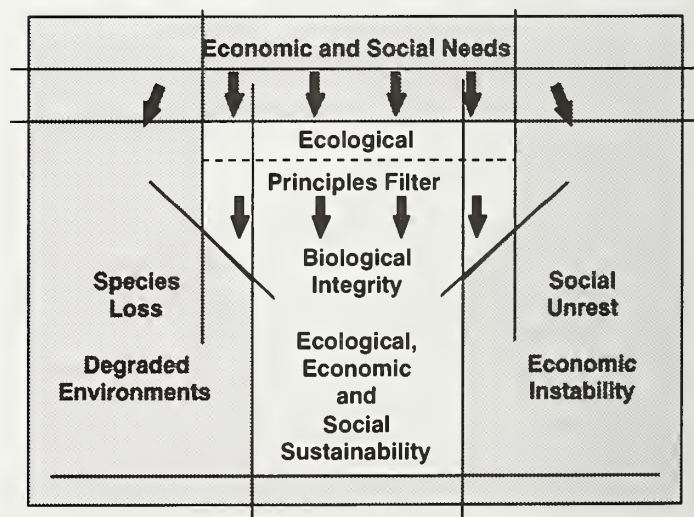 Economic and Social Needs
Ecological
Principles Filter
Biological
Integrity
Species
Loss
Social
Unrest
Ecological,
Economic
and
Social
Sustainability
Degraded
Environments
Economic
Instability